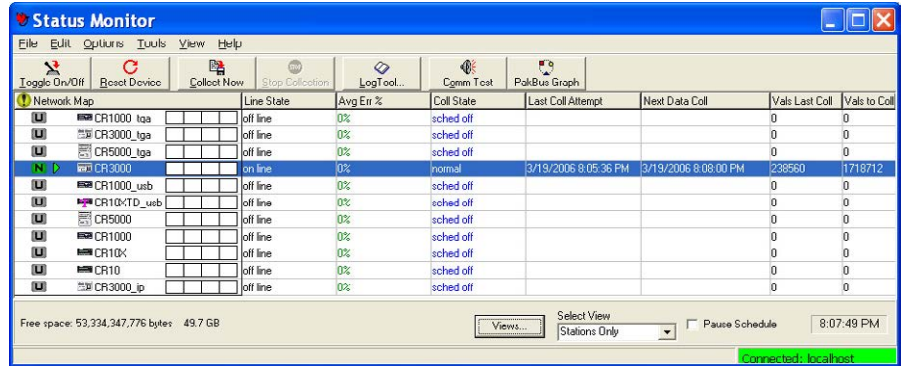 Status Monitor
File Edit Options Tools View Help
Toggle On/Off Reset Device Collect Now Stop Collection LogTool... Comm Test PakBus Graph
Network Map Line State Avg Err % Coll State Last Coll Attempt Next Data Coll Vals Last Coll Vals to Coll
U CR1000_tga off line 0% sched off 0 0
U CR3000_tga off line 0% sched off 0 0
U CR5000_tga off line 0% sched off 0 0
N CR3000 on line 0% normal 3/19/2006 8:05:36 PM 3/19/2006 8:08:00 PM 238560 1718712
U CR1000_usb off line 0% sched off 0 0
U CR10XTD_usb off line 0% sched off 0 0
U CR5000 off line 0% sched off 0 0
U CR1000 off line 0% sched off 0 0
U CR10X off line 0% sched off 0 0
U CR10 off line 0% sched off 0 0
U CR3000_ip off line 0% sched off 0 0
Select View
Free space: 53,334,347,776 bytes 49.7 GB Views... Stations Only Pause Schedule 8:07:49 PM
Connected: localhost